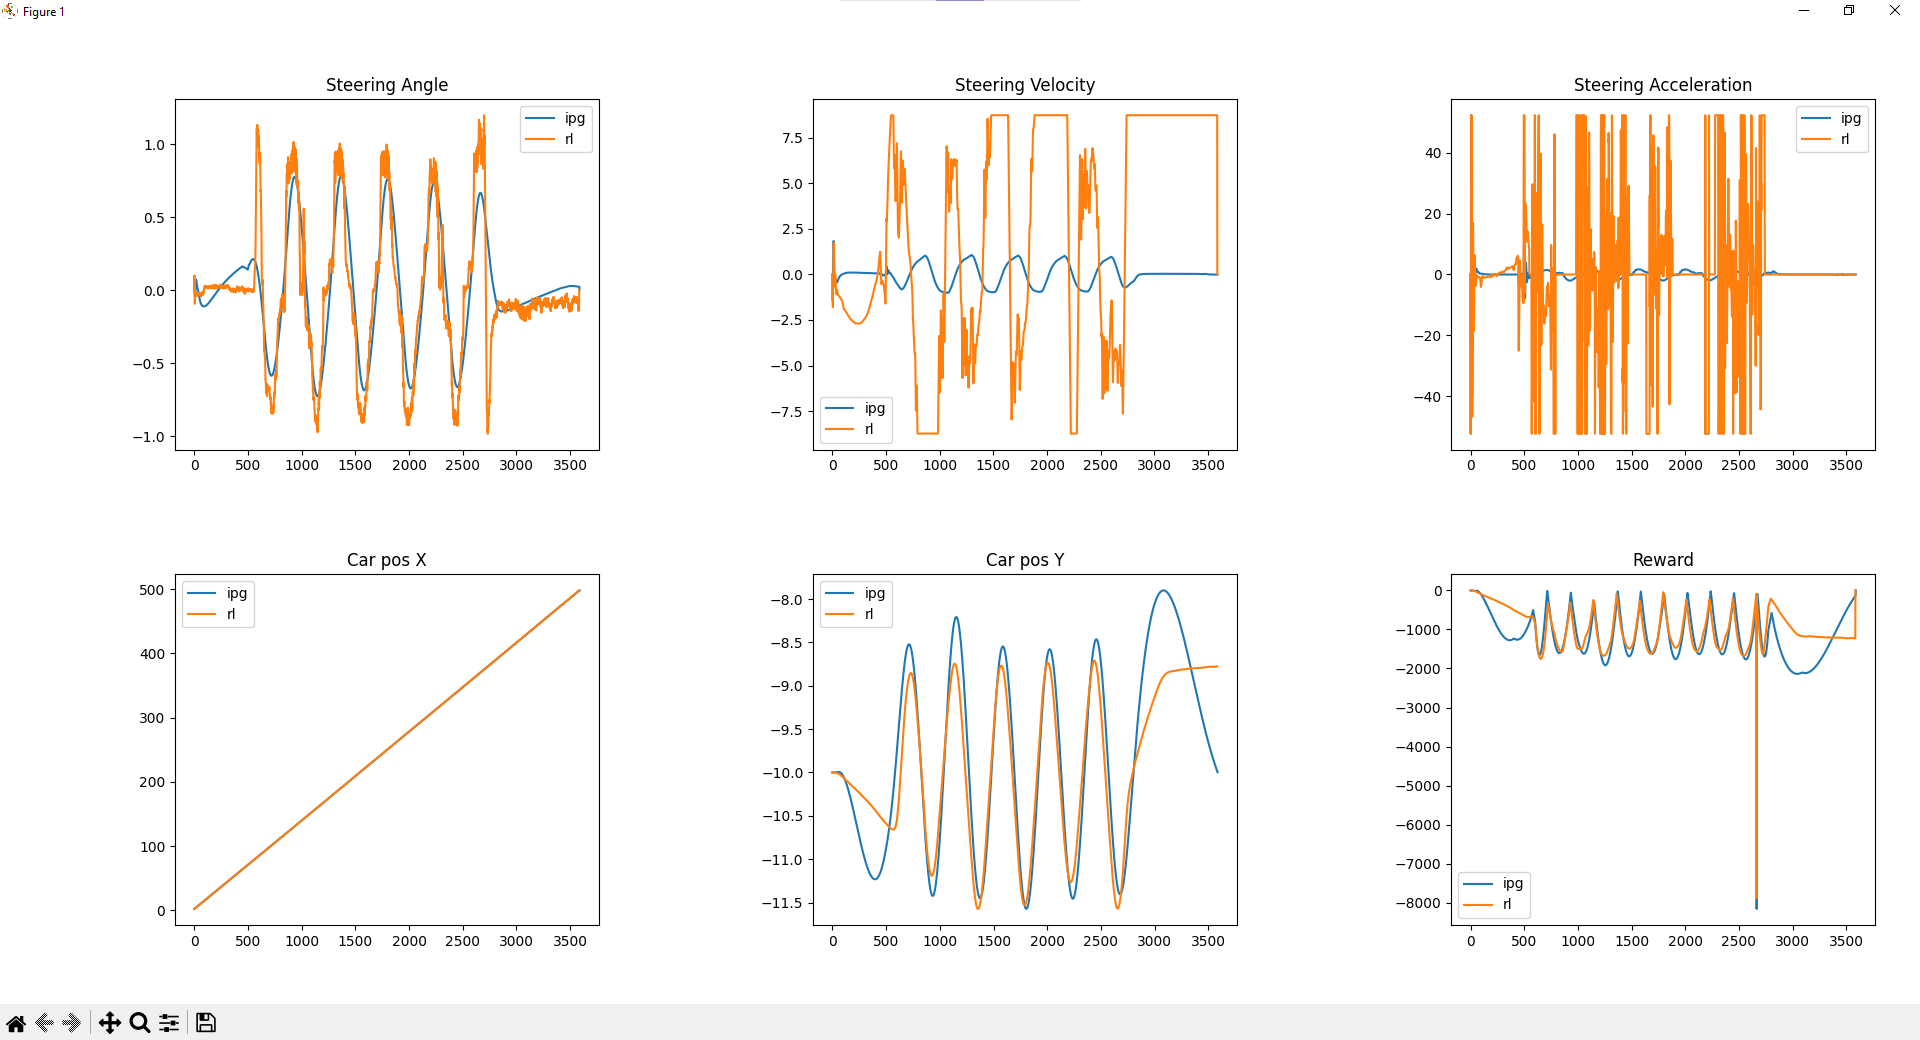 Figure 1
Steering Angle
ipg
rl
1.0
0.5
0.0
−0.5
−1.0
0 500 1000 1500 2000 2500 3000 3500
Steering Velocity
7.5
5.0
2.5
0.0
−2.5
−5.0
−7.5
ipg
rl
0 500 1000 1500 2000 2500 3000 3500
Steering Acceleration
ipg
rl
40
20
0
−20
−40
0 500 1000 1500 2000 2500 3000 3500
Car pos X
ipg
rl
500
400
300
200
100
0
0 500 1000 1500 2000 2500 3000 3500
Car pos Y
ipg
rl
−8.0
−8.5
−9.0
−9.5
−10.0
−10.5
−11.0
−11.5
0 500 1000 1500 2000 2500 3000 3500
Reward
0
−1000
−2000
−3000
−4000
−5000
−6000
−7000
−8000
ipg
rl
0 500 1000 1500 2000 2500 3000 3500